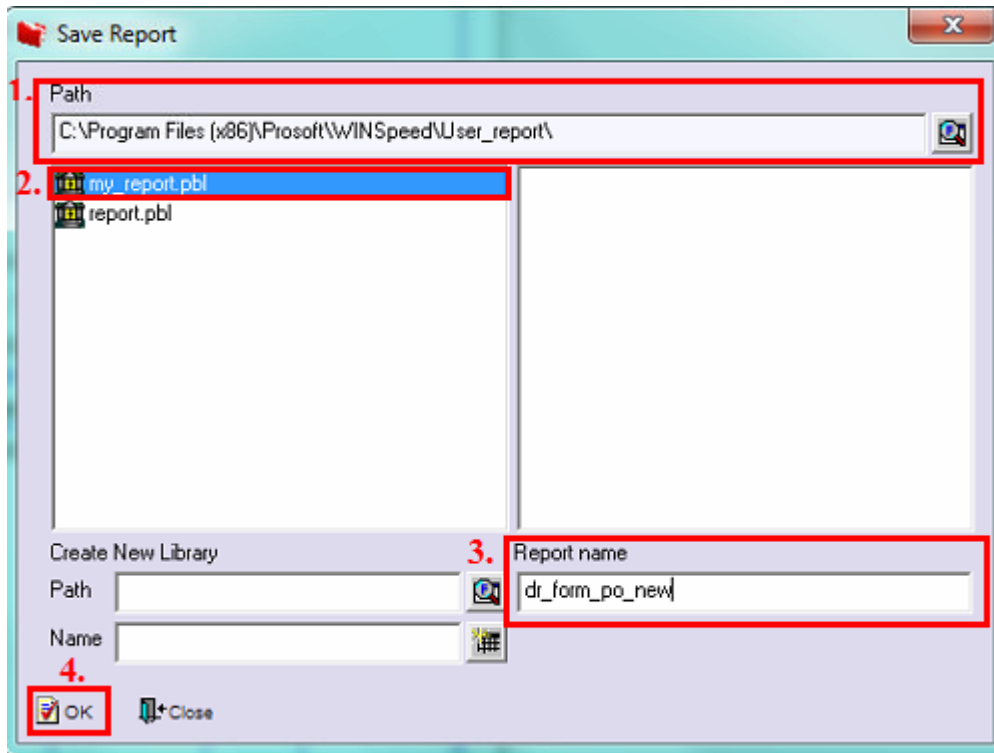 Save Report
1. Path
C:\Program Files (x86)\Prosoft\WINSpeed\User_report\
2. my_report.pbl
report.pbl
Create New Library
3. Report name
Path
dr_form_po_new
Name
4.
OK Close